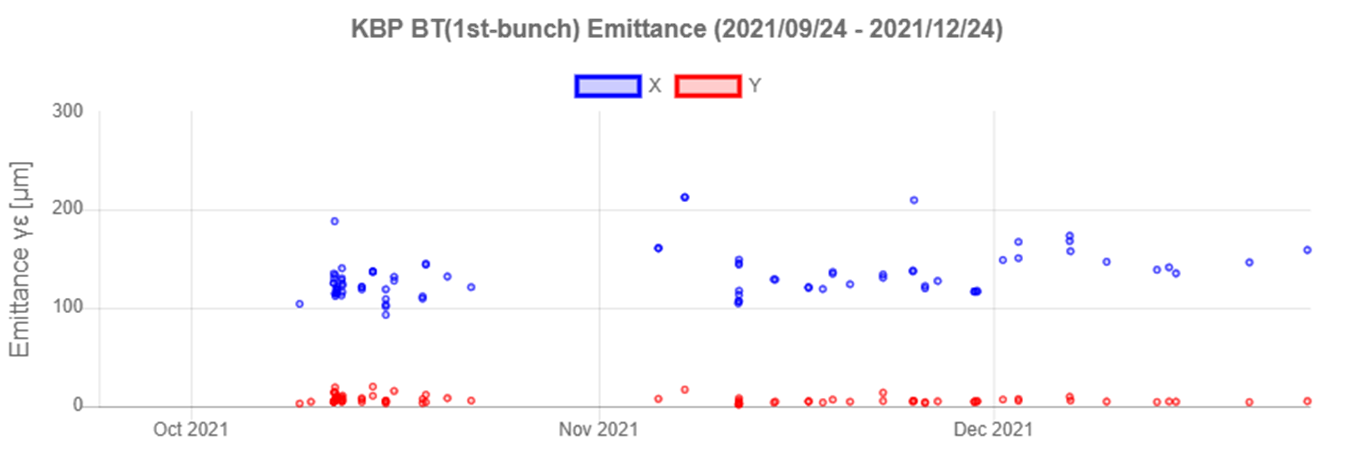 KBP BT(1st-bunch) Emittance (2021/09/24 - 2021/12/24)
X Y
Emittance γε [μm]
300
200
100
0
Oct 2021 Nov 2021 Dec 2021